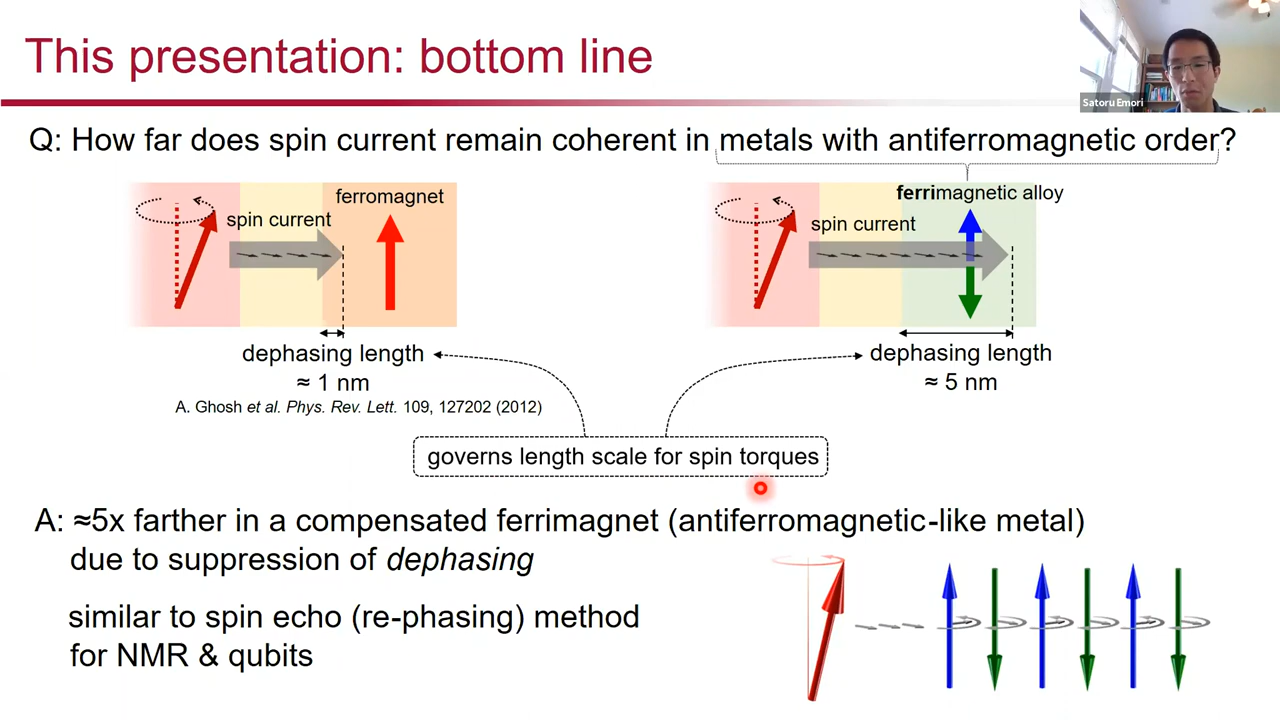 This presentation: bottom line
Satoru Emori
Q: How far does spin current remain coherent in metals with antiferromagnetic order?
ferromagnet
spin current
dephasing length
≈ 1 nm
A. Ghosh et al. Phys. Rev. Lett. 109, 127202 (2012)
ferrimagnetic alloy
spin current
dephasing length
≈ 5 nm
governs length scale for spin torques
A: ≈5x farther in a compensated ferrimagnet (antiferromagnetic-like metal)
due to suppression of dephasing
similar to spin echo (re-phasing) method
for NMR & qubits